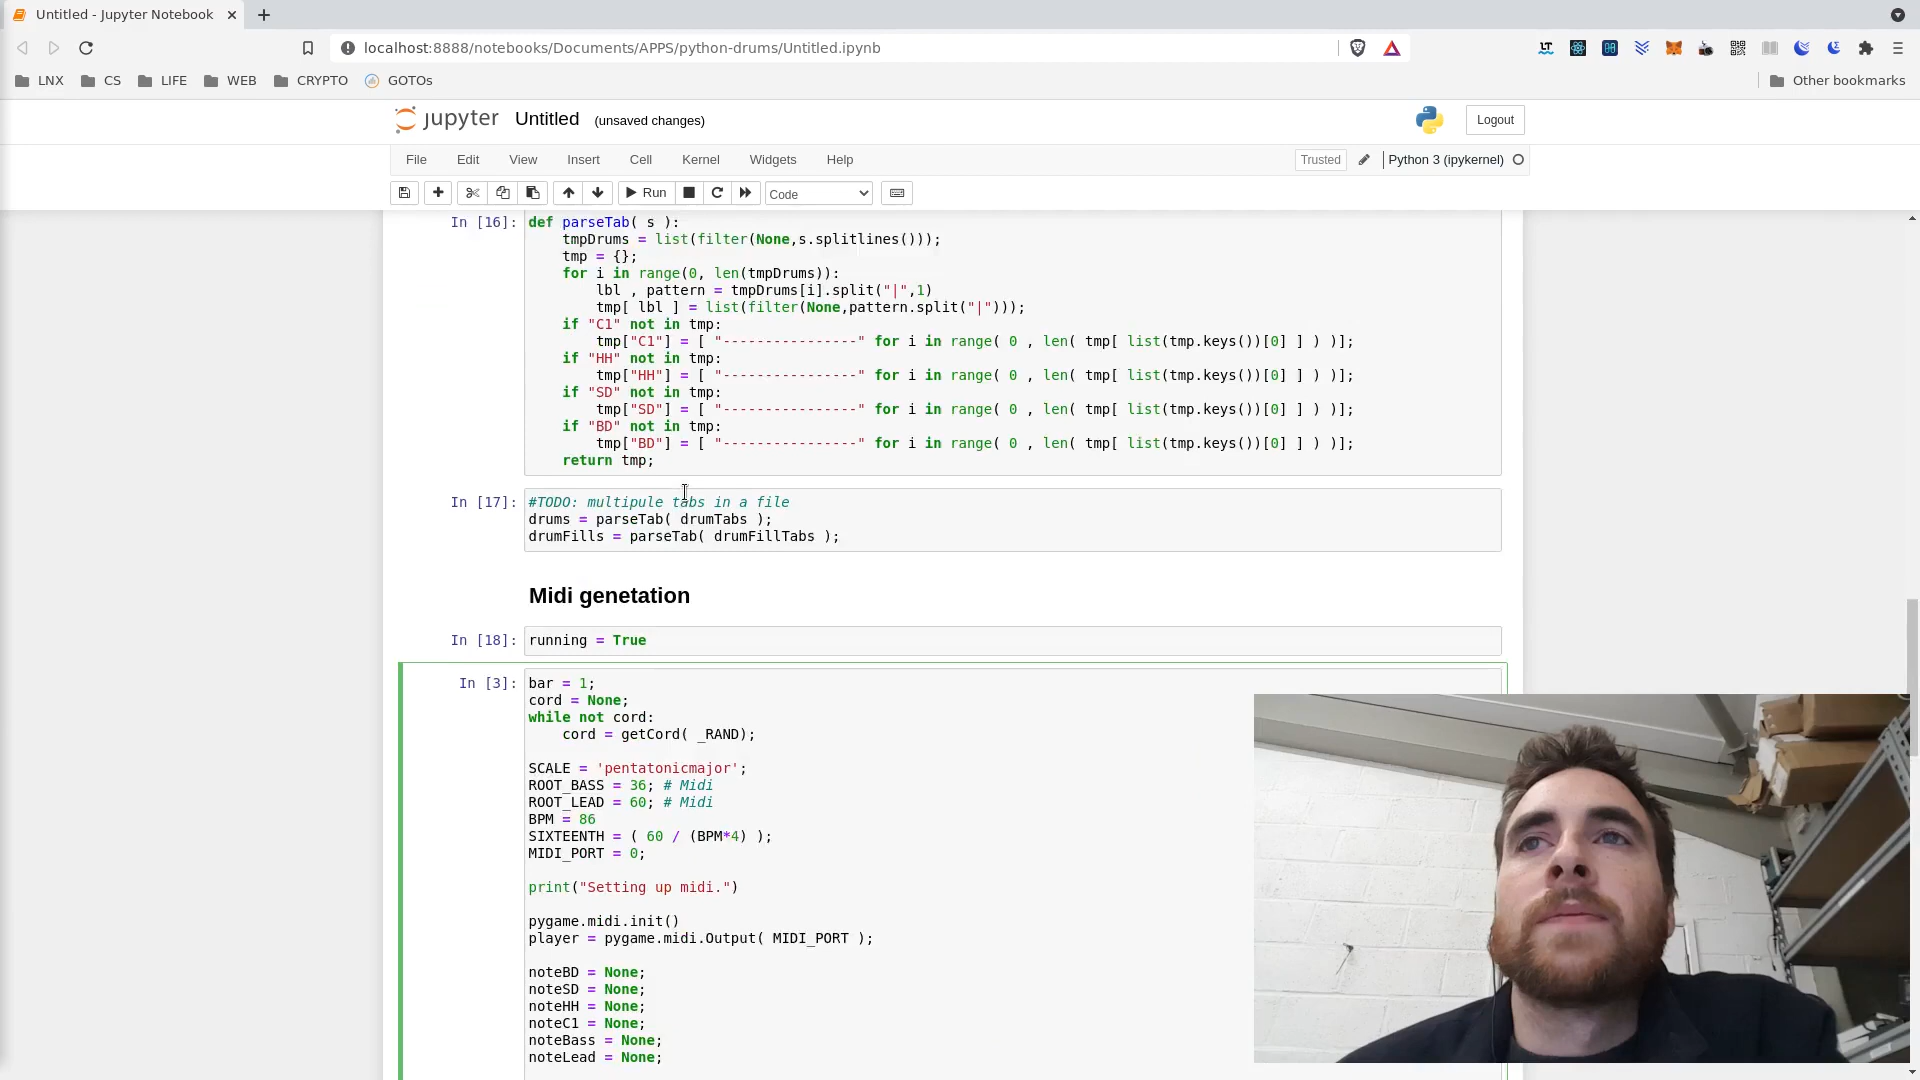 Untitled - Jupyter Notebook
localhost:8888/notebooks/Documents/APPS/python-drums/Untitled.ipynb
LNX CS LIFE WEB CRYPTO GOTOs Other bookmarks
jupyter Untitled (unsaved changes) Logout
File Edit View Insert Cell Kernel Widgets Help Trusted Python 3 (ipykernel)
Run Code
In [16]: def parseTab( s ):
tmpDrums = list(filter(None,s.splitlines()));
tmp = {};
for i in range(0, len(tmpDrums)):
lbl , pattern = tmpDrums[i].split("|",1)
tmp[ lbl ] = list(filter(None,pattern.split("|")));
if "C1" not in tmp:
tmp["C1"] = [ "----------------" for i in range( 0 , len( tmp[ list(tmp.keys())[0] ] ) )];
if "HH" not in tmp:
tmp["HH"] = [ "----------------" for i in range( 0 , len( tmp[ list(tmp.keys())[0] ] ) )];
if "SD" not in tmp:
tmp["SD"] = [ "----------------" for i in range( 0 , len( tmp[ list(tmp.keys())[0] ] ) )];
if "BD" not in tmp:
tmp["BD"] = [ "----------------" for i in range( 0 , len( tmp[ list(tmp.keys())[0] ] ) )];
return tmp;
In [17]: #TODO: multipule tabs in a file
drums = parseTab( drumTabs );
drumFills = parseTab( drumFillTabs );
Midi genetation
In [18]: running = True
In [3]: bar = 1;
cord = None;
while not cord:
cord = getCord( _RAND);
SCALE = 'pentatonicmajor';
ROOT_BASS = 36; # Midi
ROOT_LEAD = 60; # Midi
BPM = 86
SIXTEENTH = ( 60 / (BPM*4) );
MIDI_PORT = 0;
print("Setting up midi.")
pygame.midi.init()
player = pygame.midi.Output( MIDI_PORT );
noteBD = None;
noteSD = None;
noteHH = None;
noteC1 = None;
noteBass = None;
noteLead = None;